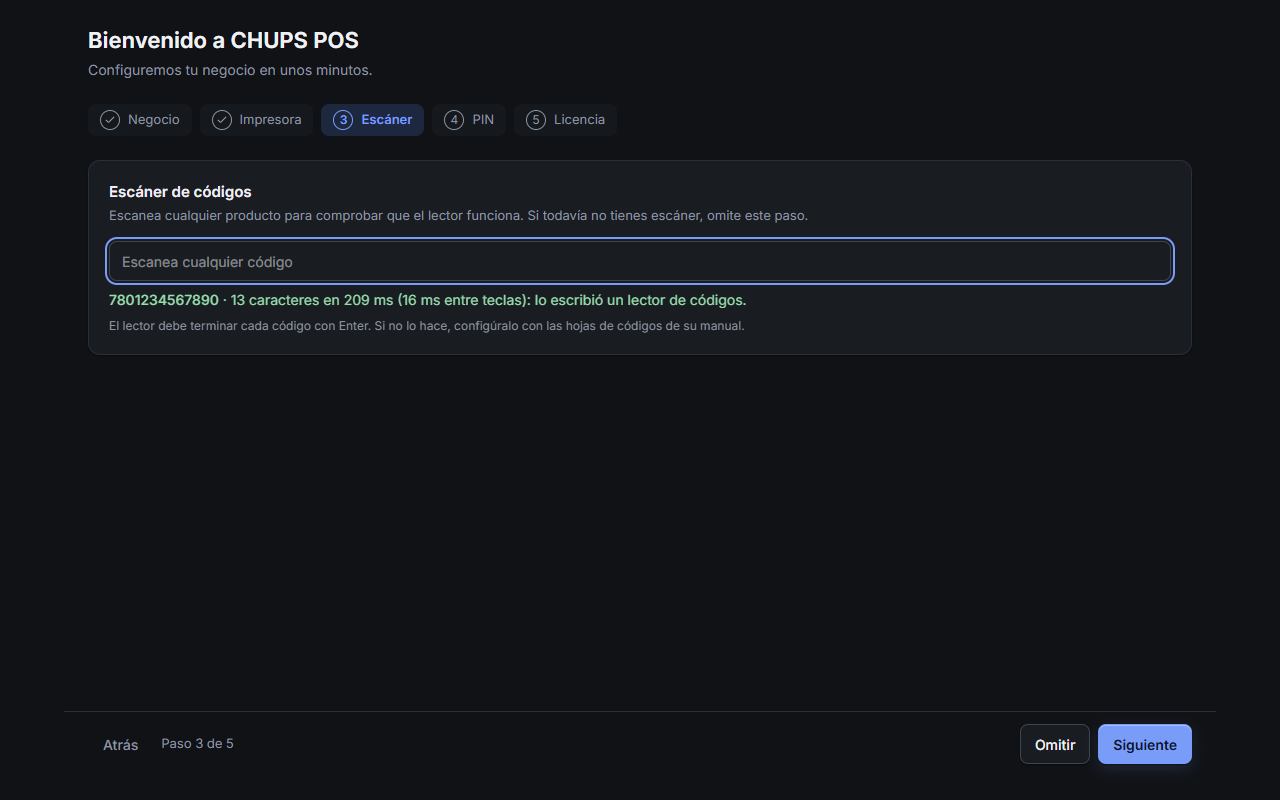 Bienvenido a CHUPS POS
Configuremos tu negocio en unos minutos.
Negocio Impresora 3 Escáner 4 PIN 5 Licencia
Escáner de códigos
Escanea cualquier producto para comprobar que el lector funciona. Si todavía no tienes escáner, omite este paso.
Escanea cualquier código
7801234567890 · 13 caracteres en 209 ms (16 ms entre teclas): lo escribió un lector de códigos.
El lector debe terminar cada código con Enter. Si no lo hace, configúralo con las hojas de códigos de su manual.
Atrás Paso 3 de 5 Omitir Siguiente